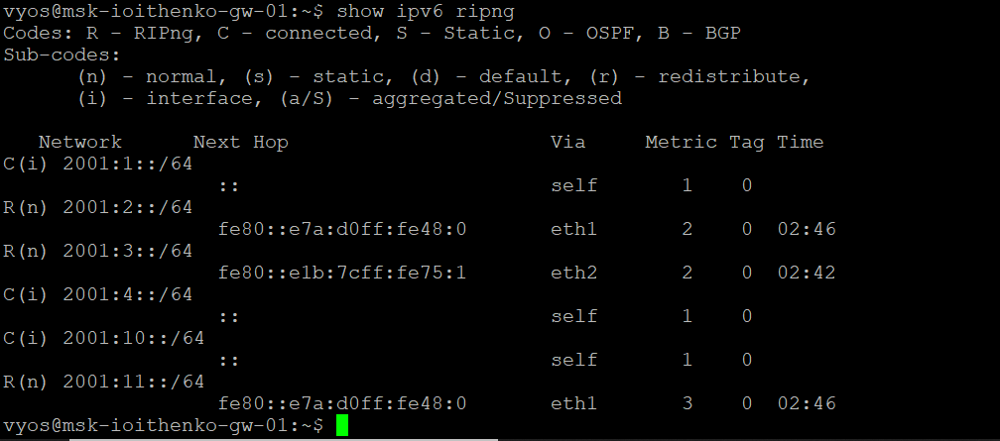 vyos@msk-ioithenko-gw-01:~$ show ipv6 ripng
Codes: R - RIPng, C - connected, S - Static, O - OSPF, B - BGP
Sub-codes:
      (n) - normal, (s) - static, (d) - default, (r) - redistribute,
      (i) - interface, (a/S) - aggregated/Suppressed

   Network      Next Hop                      Via     Metric Tag Time
C(i) 2001:1::/64
                  ::                          self       1    0
R(n) 2001:2::/64
                  fe80::e7a:d0ff:fe48:0       eth1       2    0  02:46
R(n) 2001:3::/64
                  fe80::e1b:7cff:fe75:1       eth2       2    0  02:42
C(i) 2001:4::/64
                  ::                          self       1    0
C(i) 2001:10::/64
                  ::                          self       1    0
R(n) 2001:11::/64
                  fe80::e7a:d0ff:fe48:0       eth1       3    0  02:46
vyos@msk-ioithenko-gw-01:~$